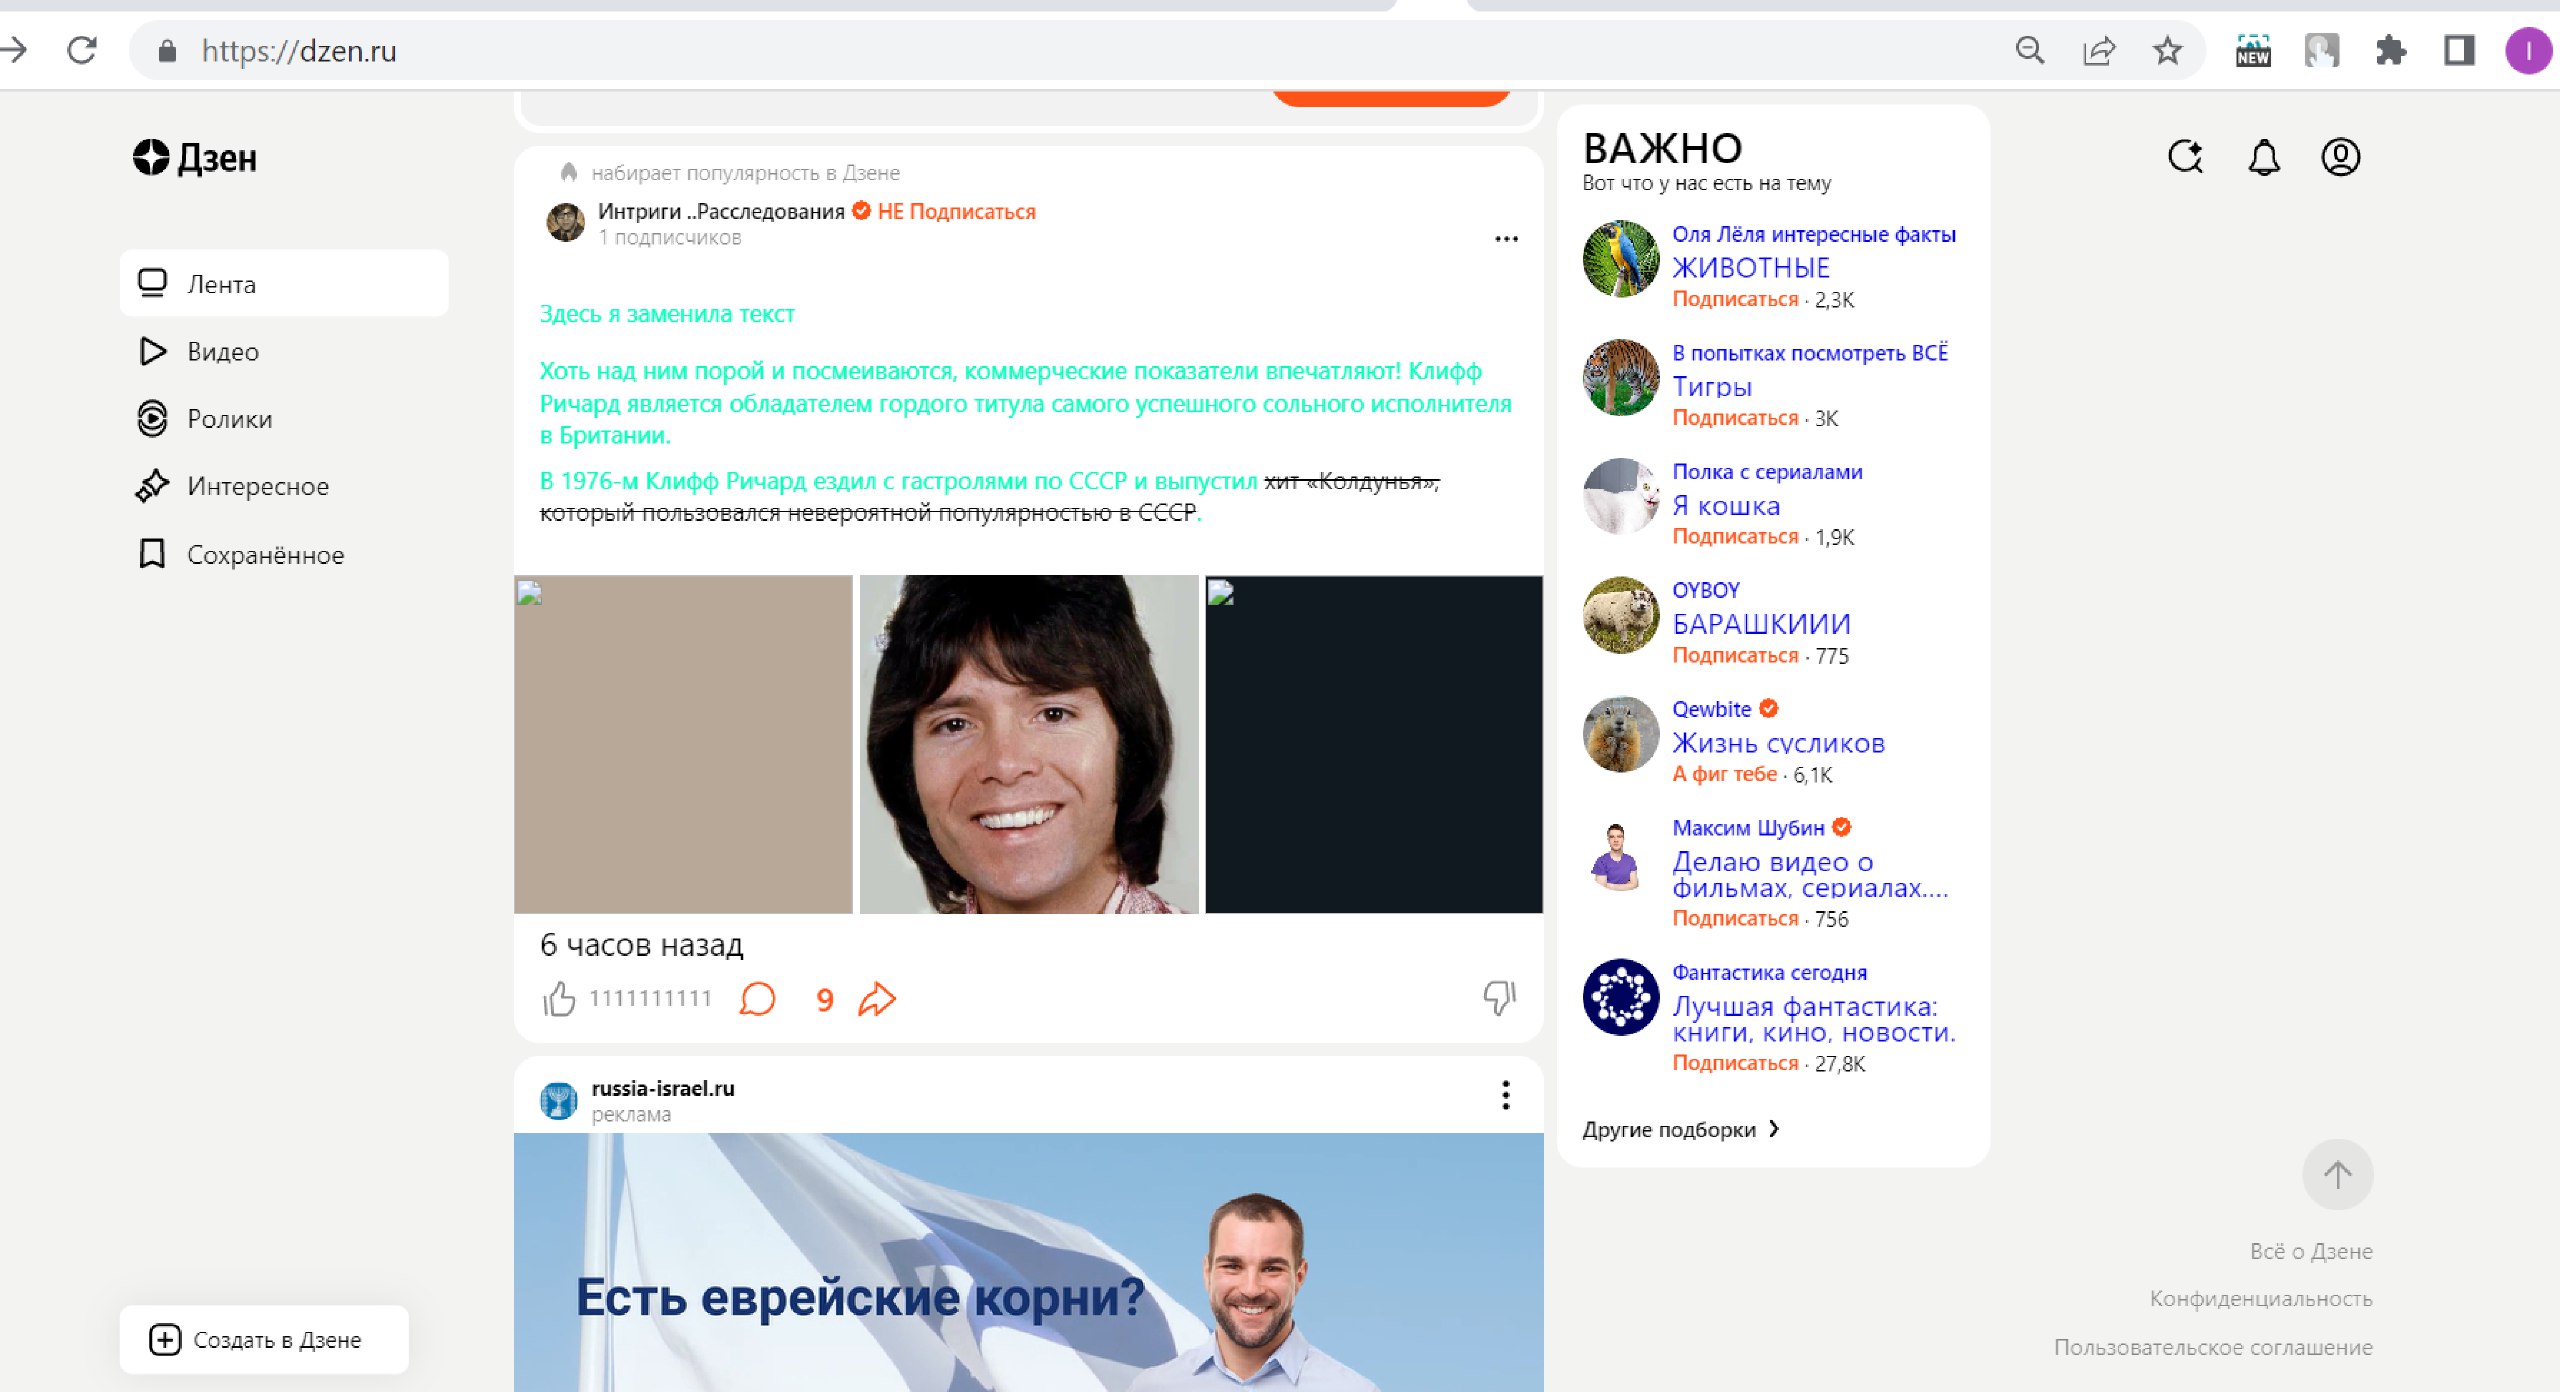 https://dzen.ru
NEW
I
Дзен
Лента
Видео
Ролики
Интересное
Сохранённое
Создать в Дзене
набирает популярность в Дзене
Интриги ..Расследования НЕ Подписаться
1 подписчиков
Здесь я заменила текст
Хоть над ним порой и посмеиваются, коммерческие показатели впечатляют! Клифф
Ричард является обладателем гордого титула самого успешного сольного исполнителя
в Британии.
В 1976-м Клифф Ричард ездил с гастролями по СССР и выпустил хит «Колдунья»,
который пользовался невероятной популярностью в СССР.
6 часов назад
1111111111
9
russia-israel.ru
реклама
Есть еврейские корни?
ВАЖНО
Вот что у нас есть на тему
Оля Лёля интересные факты
ЖИВОТНЫЕ
Подписаться · 2,3K
В попытках посмотреть ВСЁ
Тигры
Подписаться · 3K
Полка с сериалами
Я кошка
Подписаться · 1,9K
OYBOY
БАРАШКИИИ
Подписаться · 775
Qewbite
Жизнь сусликов
А фиг тебе · 6,1K
Максим Шубин
Делаю видео о
фильмах, сериалах....
Подписаться · 756
Фантастика сегодня
Лучшая фантастика:
книги, кино, новости.
Подписаться · 27,8K
Другие подборки
Всё о Дзене
Конфиденциальность
Пользовательское соглашение